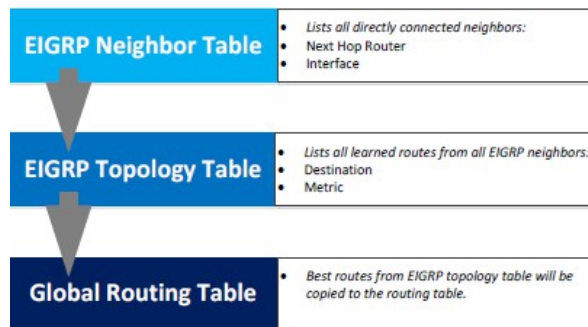 EIGRP Neighbor Table
• Lists all directly connected neighbors:
• Next Hop Router
• Interface
EIGRP Topology Table
• Lists all learned routes from all EIGRP neighbors:
• Destination
• Metric
Global Routing Table
• Best routes from EIGRP topology table will be
copied to the routing table.